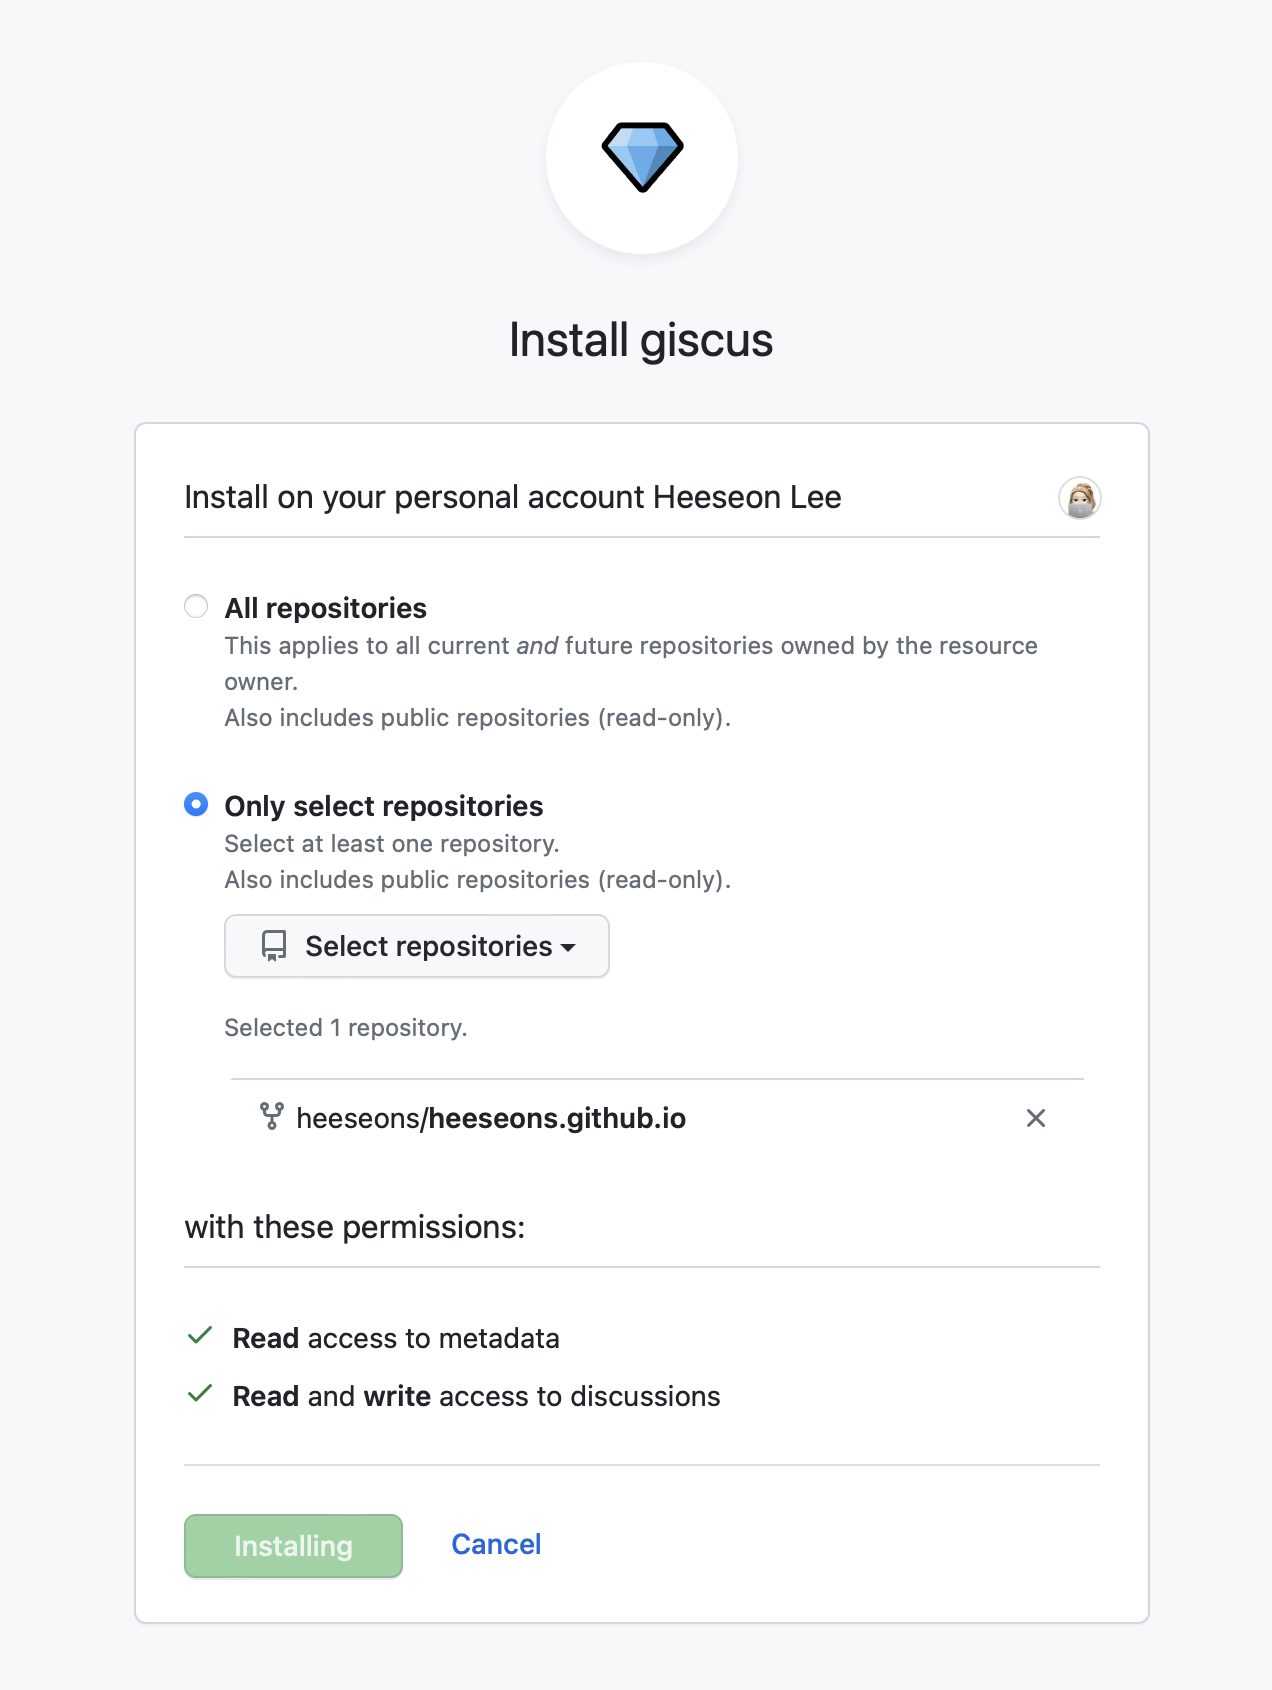 Install giscus
Install on your personal account Heeseon Lee
All repositories
This applies to all current and future repositories owned by the resource
owner.
Also includes public repositories (read-only).
Only select repositories
Select at least one repository.
Also includes public repositories (read-only).
Select repositories
Selected 1 repository.
heeseons/heeseons.github.io
with these permissions:
Read access to metadata
Read and write access to discussions
Installing Cancel